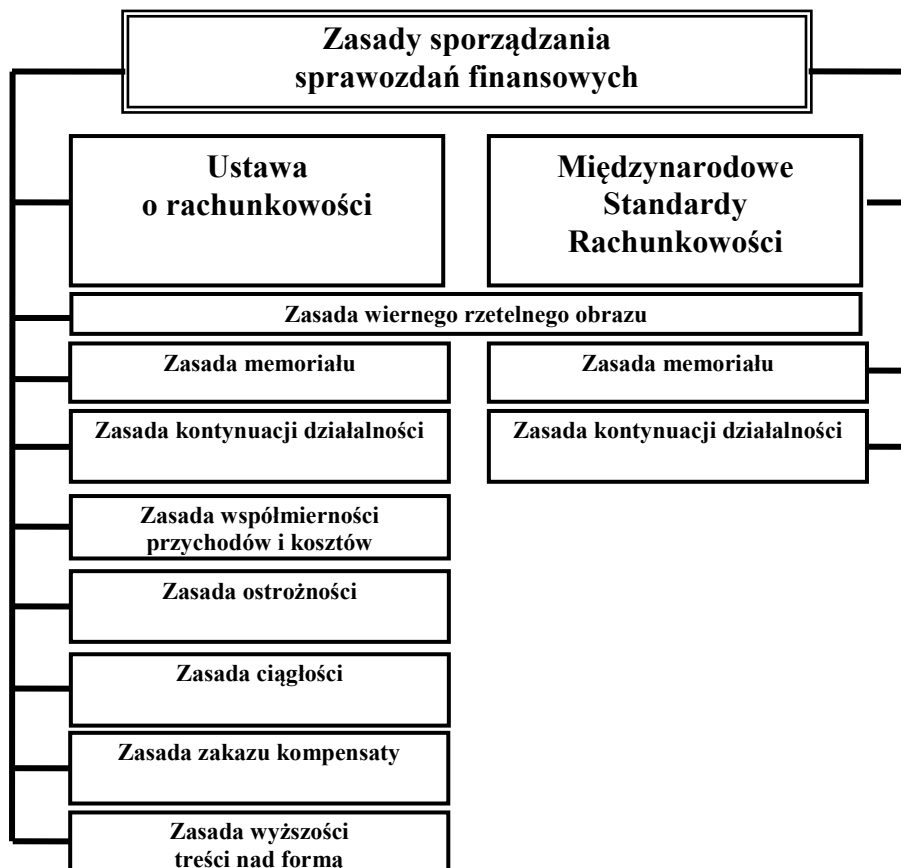 Zasady sporządzania
sprawozdań finansowych
Ustawa
o rachunkowości
Międzynarodowe
Standardy
Rachunkowości
Zasada wiernego rzetelnego obrazu
Zasada memoriału
Zasada memoriału
Zasada kontynuacji działalności
Zasada kontynuacji działalności
Zasada współmierności
przychodów i kosztów
Zasada ostrożności
Zasada ciągłości
Zasada zakazu kompensaty
Zasada wyższości
treści nad formą